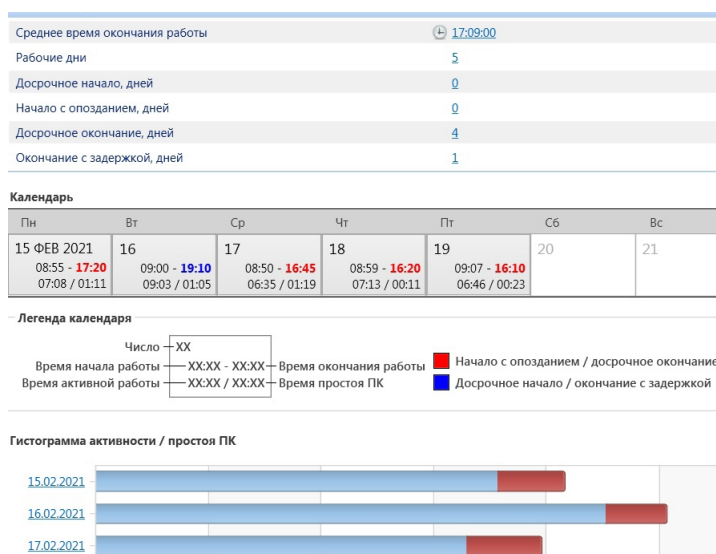 Среднее время окончания работы 17:09:00
Рабочие дни 5
Досрочное начало, дней 0
Начало с опозданием, дней 0
Досрочное окончание, дней 4
Окончание с задержкой, дней 1
Календарь
Пн Вт Ср Чт Пт Сб Вс
15 ФЕВ 2021 16 17 18 19 20 21
08:55 - 17:20 09:00 - 19:10 08:50 - 16:45 08:59 - 16:20 09:07 - 16:10
07:08 / 01:11 09:03 / 01:05 06:35 / 01:19 07:13 / 00:11 06:46 / 00:23
Легенда календаря
Число XX
Время начала работы XX:XX - XX:XX Время окончания работы Начало с опозданием / досрочное окончание
Время активной работы XX:XX / XX:XX Время простоя ПК Досрочное начало / окончание с задержкой
Гистограмма активности / простоя ПК
15.02.2021
16.02.2021
17.02.2021